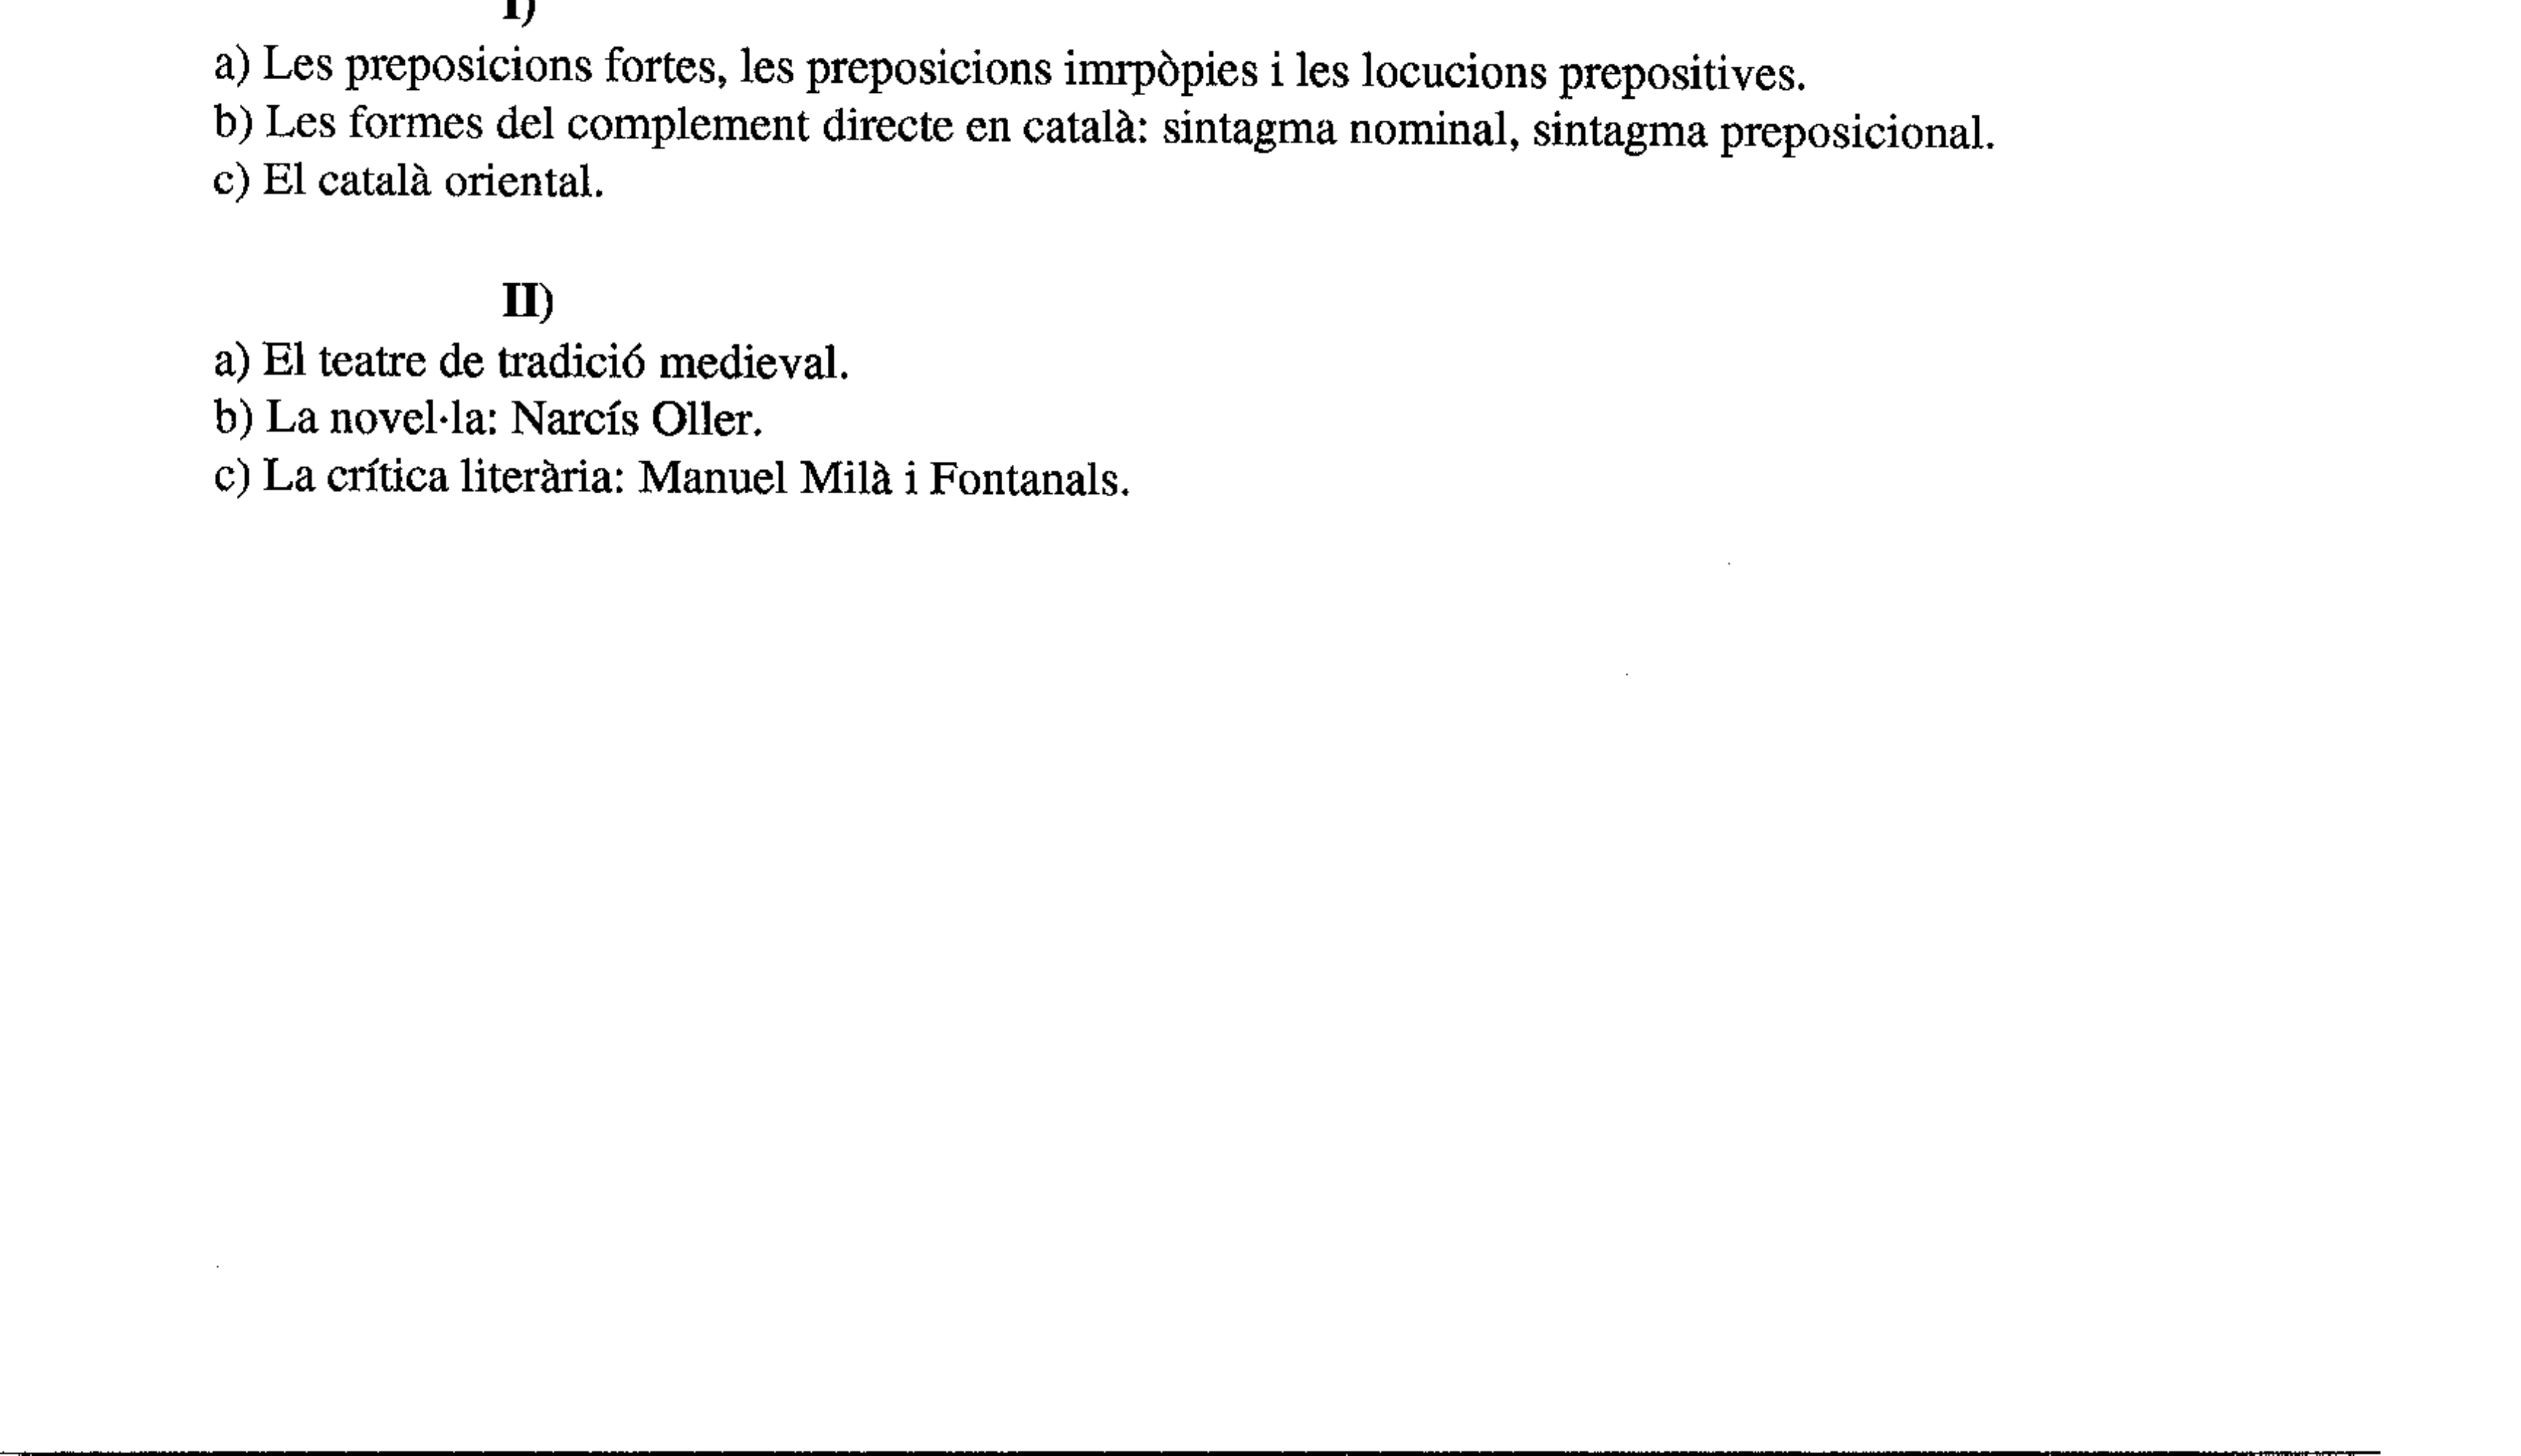 I)
a) Les preposicions fortes, les preposicions imrpòpies i les locucions prepositives.
b) Les formes del complement directe en català: sintagma nominal, sintagma preposicional.
c) El català oriental.
II)
a) El teatre de tradició medieval.
b) La novel·la: Narcís Oller.
c) La crítica literària: Manuel Milà i Fontanals.